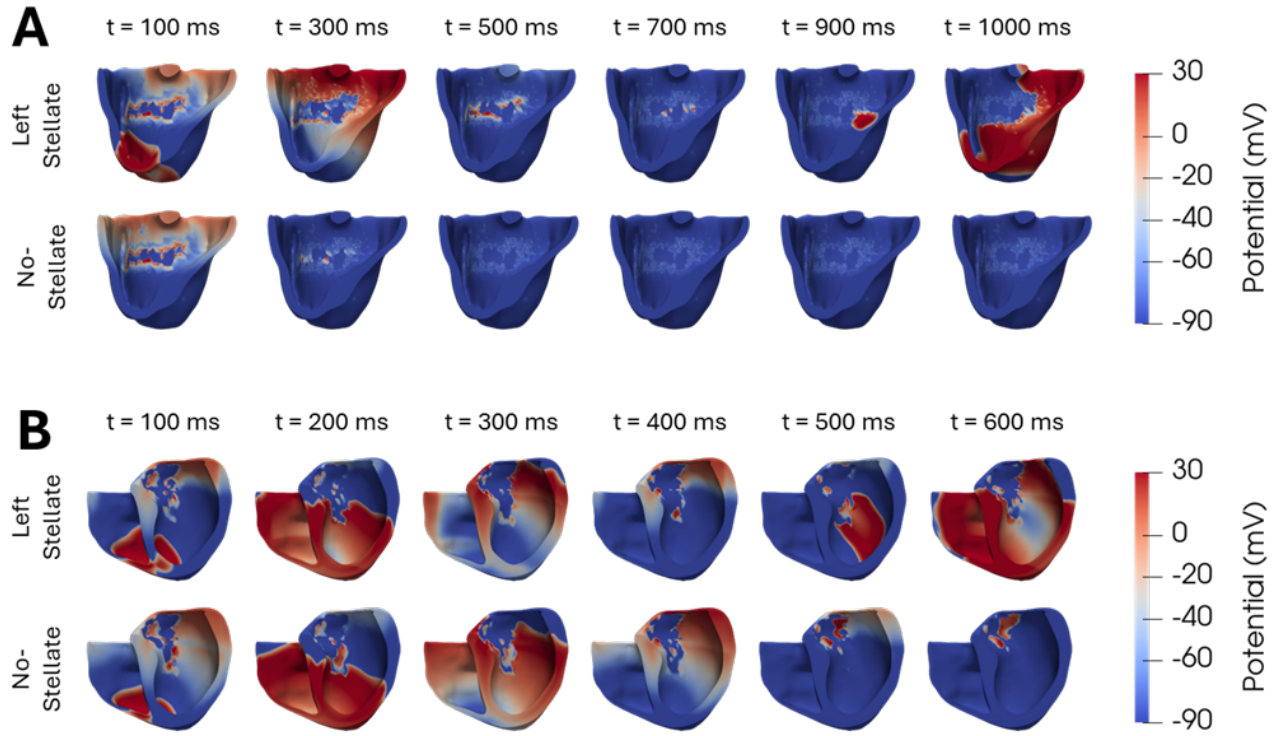 A
t = 100 ms
t = 300 ms
t = 500 ms
t = 700 ms
t = 900 ms
t = 1000 ms
Left
Stellate
No-
Stellate
30
0
-20
-40
-60
-90
Potential (mV)
B
t = 100 ms
t = 200 ms
t = 300 ms
t = 400 ms
t = 500 ms
t = 600 ms
Left
Stellate
No-
Stellate
30
0
-20
-40
-60
-90
Potential (mV)